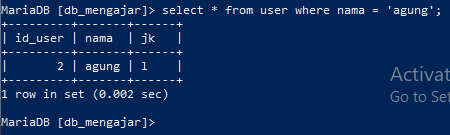 MariaDB [db_mengajar]> select * from user where nama = 'agung';
+---------+-------+------+
| id_user | nama  | jk   |
+---------+-------+------+
|       2 | agung | l    |
+---------+-------+------+
1 row in set (0.002 sec)
MariaDB [db_mengajar]>
Activat
Go to Set